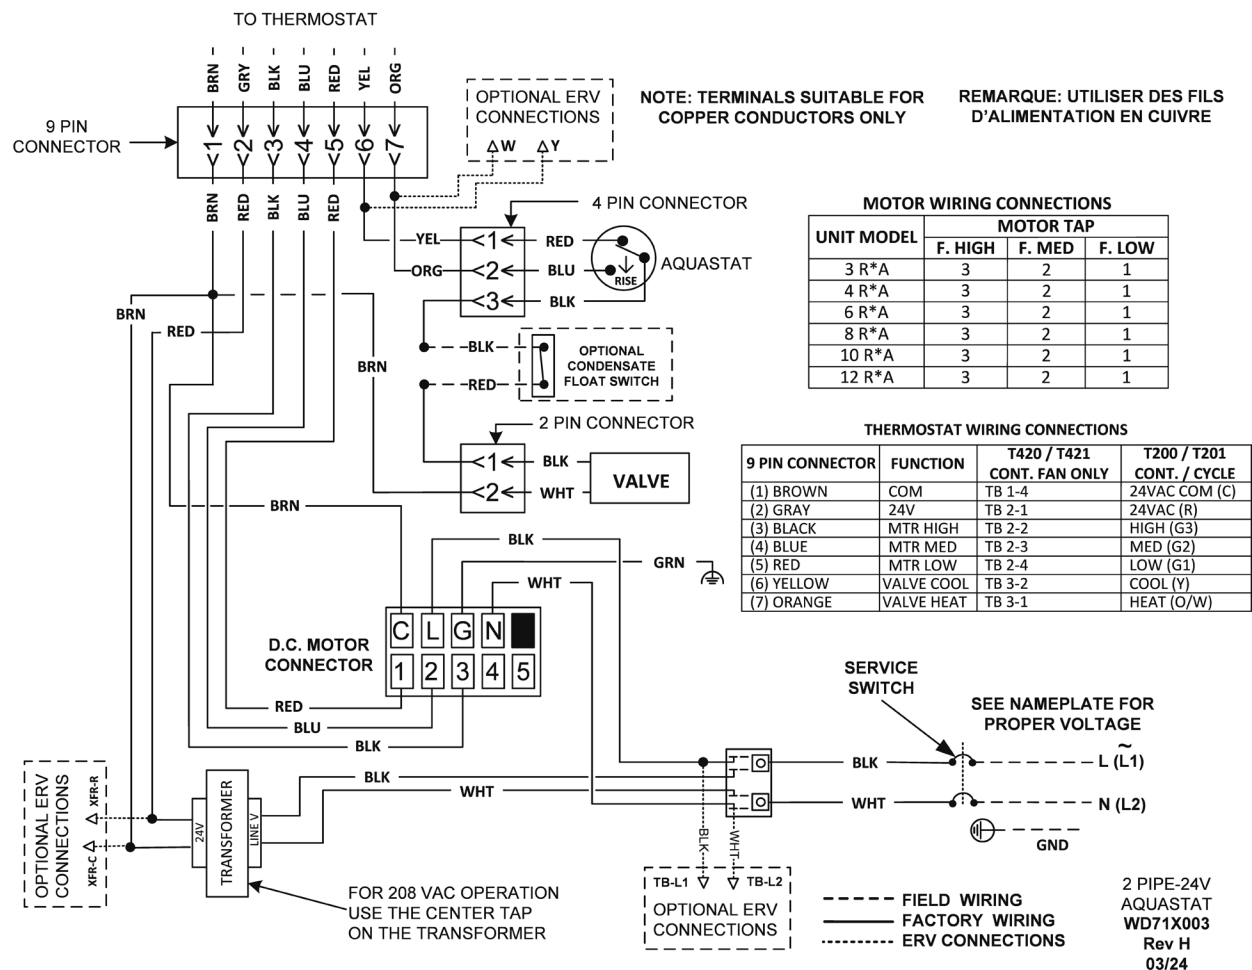 TO THERMOSTAT
BRN
GRY
BLK
BLU
RED
YEL
ORG
9 PIN
CONNECTOR
<1
<2
<3
<4
<5
<6
<7
BRN
RED
BLK
BLU
RED
OPTIONAL ERV
CONNECTIONS
W
Y
NOTE: TERMINALS SUITABLE FOR
COPPER CONDUCTORS ONLY
REMARQUE: UTILISER DES FILS
D'ALIMENTATION EN CUIVRE
4 PIN CONNECTOR
YEL
<1
RED
ORG
<2
BLU
<3
BLK
RISE
AQUASTAT
MOTOR WIRING CONNECTIONS
UNIT MODEL
MOTOR TAP
F. HIGH F. MED F. LOW
3 R*A 3 2 1
4 R*A 3 2 1
6 R*A 3 2 1
8 R*A 3 2 1
10 R*A 3 2 1
12 R*A 3 2 1
BRN
RED
BRN
BLK
RED
OPTIONAL
CONDENSATE
FLOAT SWITCH
2 PIN CONNECTOR
<1
BLK
<2
WHT
VALVE
THERMOSTAT WIRING CONNECTIONS
9 PIN CONNECTOR FUNCTION T420 / T421 CONT. FAN ONLY T200 / T201 CONT. / CYCLE
(1) BROWN COM TB 1-4 24VAC COM (C)
(2) GRAY 24V TB 2-1 24VAC (R)
(3) BLACK MTR HIGH TB 2-2 HIGH (G3)
(4) BLUE MTR MED TB 2-3 MED (G2)
(5) RED MTR LOW TB 2-4 LOW (G1)
(6) YELLOW VALVE COOL TB 3-2 COOL (Y)
(7) ORANGE VALVE HEAT TB 3-1 HEAT (O/W)
BRN
BLK
GRN
WHT
D.C. MOTOR
CONNECTOR
C L G N
1 2 3 4 5
RED
BLU
BLK
SERVICE
SWITCH
SEE NAMEPLATE FOR
PROPER VOLTAGE
BLK
~
L (L1)
WHT
N (L2)
GND
OPTIONAL ERV
CONNECTIONS
XFR-R
XFR-C
24V
TRANSFORMER
LINE V
BLK
WHT
FOR 208 VAC OPERATION
USE THE CENTER TAP
ON THE TRANSFORMER
BLK
WHT
TB-L1
TB-L2
OPTIONAL ERV
CONNECTIONS
FIELD WIRING
FACTORY WIRING
ERV CONNECTIONS
2 PIPE-24V
AQUASTAT
WD71X003
Rev H
03/24